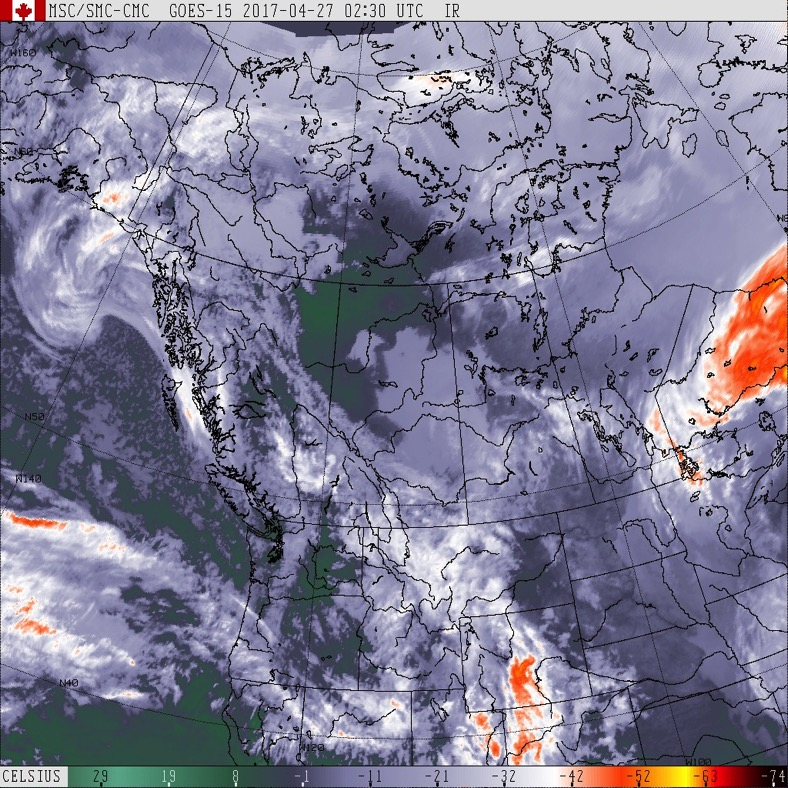 MSC/SMC-CMC GOES-15 2017-04-27 02:30 UTC IR
W160
N60
N50
W140
N40
W120
W100
CELSIUS 29 19 8 -1 -11 -21 -32 -42 -52 -63 -74